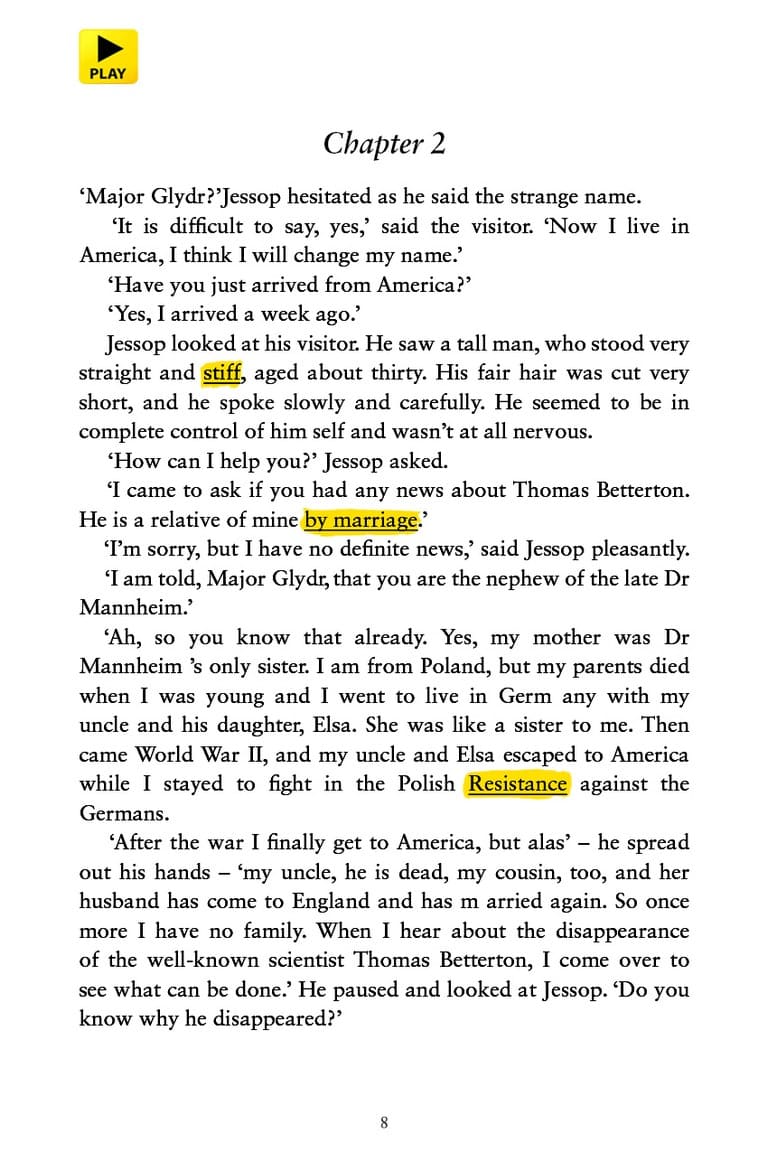 PLAY
Chapter 2
‘Major Glydr?’Jessop hesitated as he said the strange name.
‘It is difficult to say, yes,’ said the visitor. ‘Now I live in
America, I think I will change my name.’
‘Have you just arrived from America?’
‘Yes, I arrived a week ago.’
Jessop looked at his visitor. He saw a tall man, who stood very
straight and stiff, aged about thirty. His fair hair was cut very
short, and he spoke slowly and carefully. He seemed to be in
complete control of him self and wasn’t at all nervous.
‘How can I help you?’ Jessop asked.
‘I came to ask if you had any news about Thomas Betterton.
He is a relative of mine by marriage.’
‘I’m sorry, but I have no definite news,’ said Jessop pleasantly.
‘I am told, Major Glydr, that you are the nephew of the late Dr
Mannheim.’
‘Ah, so you know that already. Yes, my mother was Dr
Mannheim ’s only sister. I am from Poland, but my parents died
when I was young and I went to live in Germ any with my
uncle and his daughter, Elsa. She was like a sister to me. Then
came World War II, and my uncle and Elsa escaped to America
while I stayed to fight in the Polish Resistance against the
Germans.
‘After the war I finally get to America, but alas’ – he spread
out his hands – ‘my uncle, he is dead, my cousin, too, and her
husband has come to England and has m arried again. So once
more I have no family. When I hear about the disappearance
of the well-known scientist Thomas Betterton, I come over to
see what can be done.’ He paused and looked at Jessop. ‘Do you
know why he disappeared?’
8